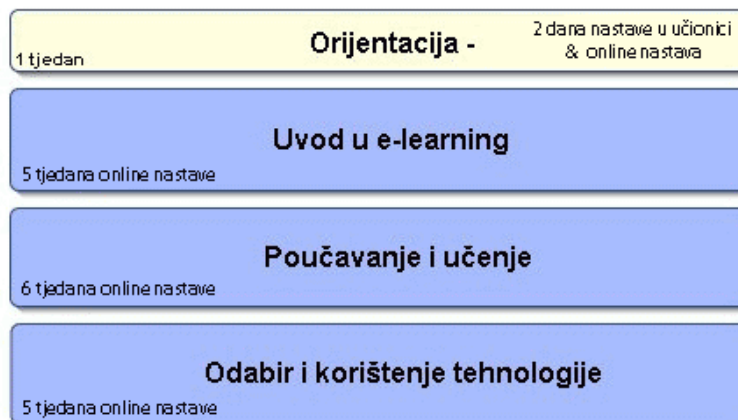 Orijentacija -
2 dana nastave u učionici
& online nastava
1 tjedan
Uvod u e-learning
5 tjedana online nastave
Poučavanje i učenje
6 tjedana online nastave
Odabir i korištenje tehnologije
5 tjedana online nastave